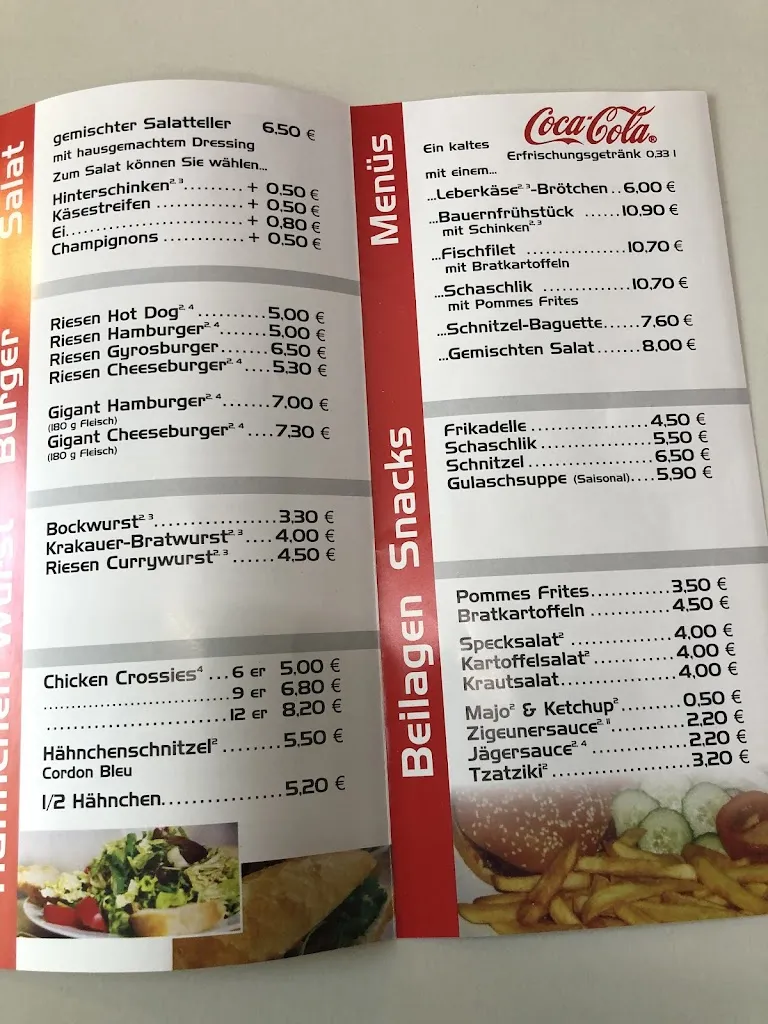 Salat
gemischter Salatteller 6,50 €
mit hausgemachtem Dressing
Zum Salat können Sie wählen...
Hinterschinken²˒³......... + 0,50 €
Käsestreifen ............ + 0,50 €
Ei........................... + 0,80 €
Champignons ........... + 0,50 €
Burger
Riesen Hot Dog²˒⁴ ..........5,00 €
Riesen Hamburger²˒⁴.......5,00 €
Riesen Gyrosburger.......6,50 €
Riesen Cheeseburger²˒⁴....5,30 €
Gigant Hamburger²˒⁴.......7,00 €
(180 g Fleisch)
Gigant Cheeseburger²˒⁴....7,30 €
(180 g Fleisch)
Wurst
Bockwurst²˒³..................3,30 €
Krakauer-Bratwurst²˒³....4,00 €
Riesen Currywurst²˒³......4,50 €
Hähnchen
Chicken Crossies⁴...6 er 5,00 €
...........................9 er 6,80 €
...........................12 er 8,20 €
Hähnchenschnitzel²........5,50 €
Cordon Bleu
1/2 Hähnchen.................5,20 €
Menüs
Ein kaltes Coca-Cola®
Erfrischungsgetränk 0,33 l
mit einem...
...Leberkäse²˒³-Brötchen..6,00 €
...Bauernfrühstück ......10,90 €
mit Schinken²˒³
...Fischfilet ...............10,70 €
mit Bratkartoffeln
...Schaschlik ..............10,70 €
mit Pommes Frites
...Schnitzel-Baguette......7,60 €
...Gemischten Salat.......8,00 €
Snacks
Frikadelle ....................4,50 €
Schaschlik...................5,50 €
Schnitzel .....................6,50 €
Gulaschsuppe (Saisonal)....5,90 €
Beilagen
Pommes Frites............3,50 €
Bratkartoffeln .............4,50 €
Specksalat² ................4,00 €
Kartoffelsalat².............4,00 €
Krautsalat...................4,00 €
Majo² & Ketchup²..........0,50 €
Zigeunersauce²˒¹¹..........2,20 €
Jägersauce²˒⁴ ..............2,20 €
Tzatziki²......................3,20 €